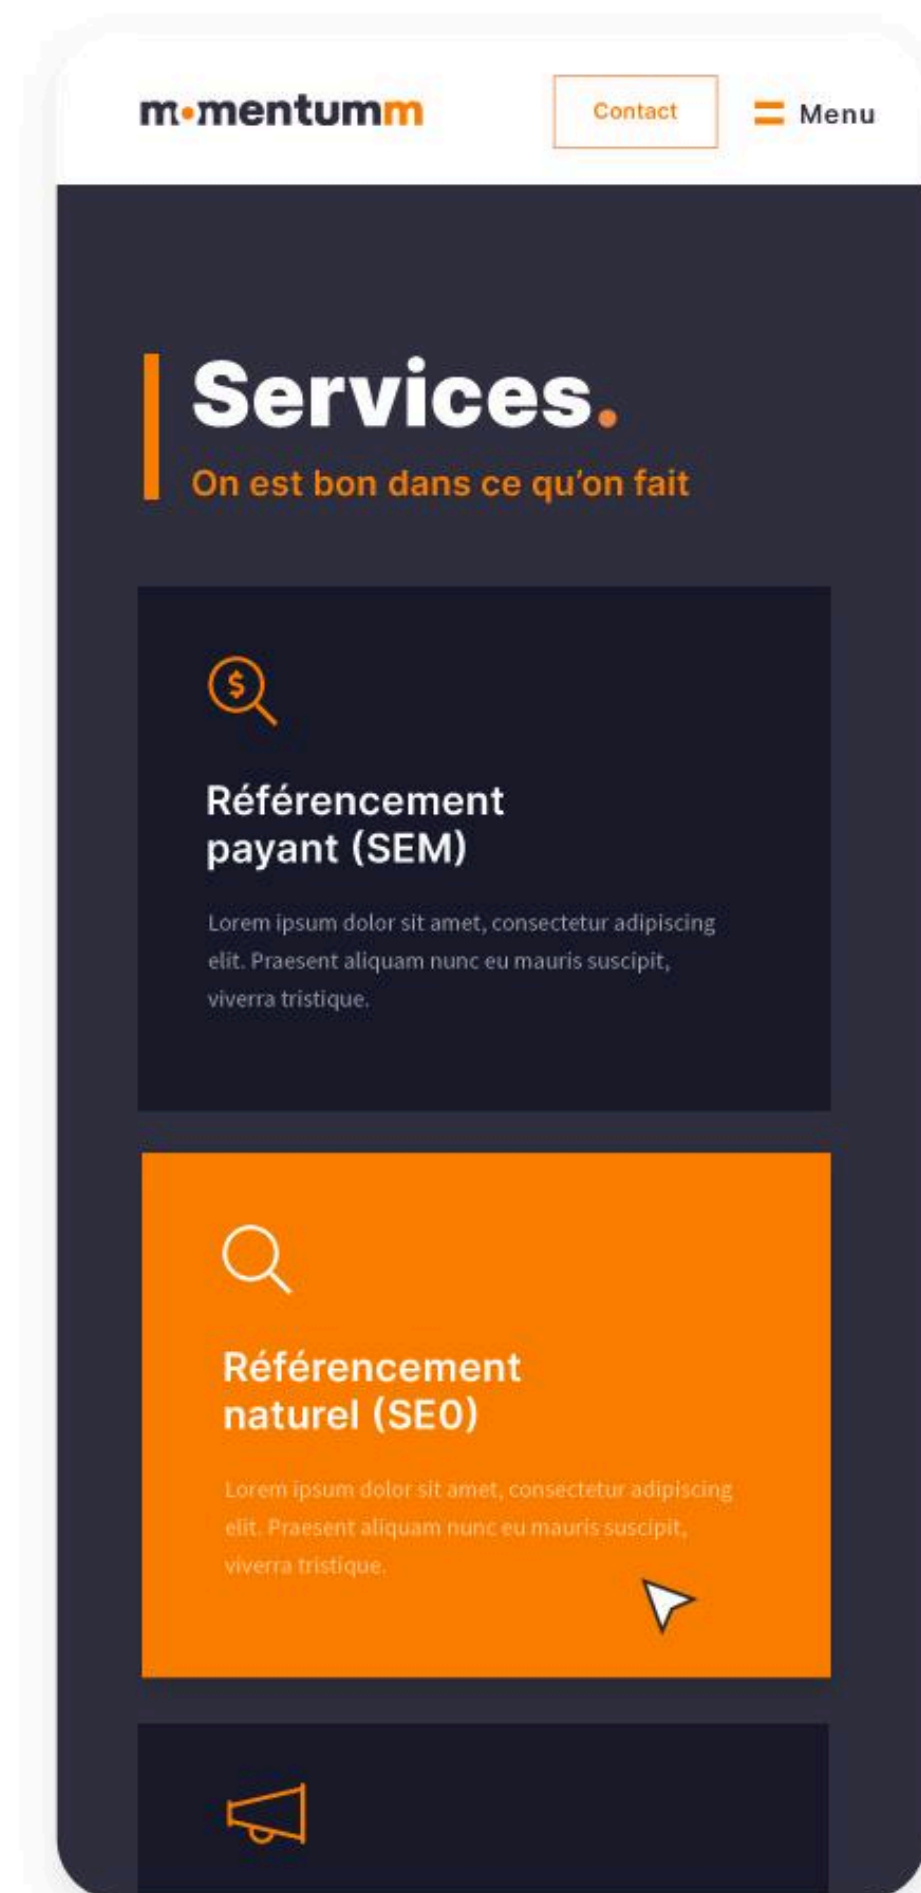 momentumm
Contact
Menu
Services.
On est bon dans ce qu'on fait
$
Référencement
payant (SEM)
Lorem ipsum dolor sit amet, consectetur adipiscing
elit. Praesent aliquam nunc eu mauris suscipit,
viverra tristique.
Référencement
naturel (SE0)
Lorem ipsum dolor sit amet, consectetur adipiscing
elit. Praesent aliquam nunc eu mauris suscipit,
viverra tristique.